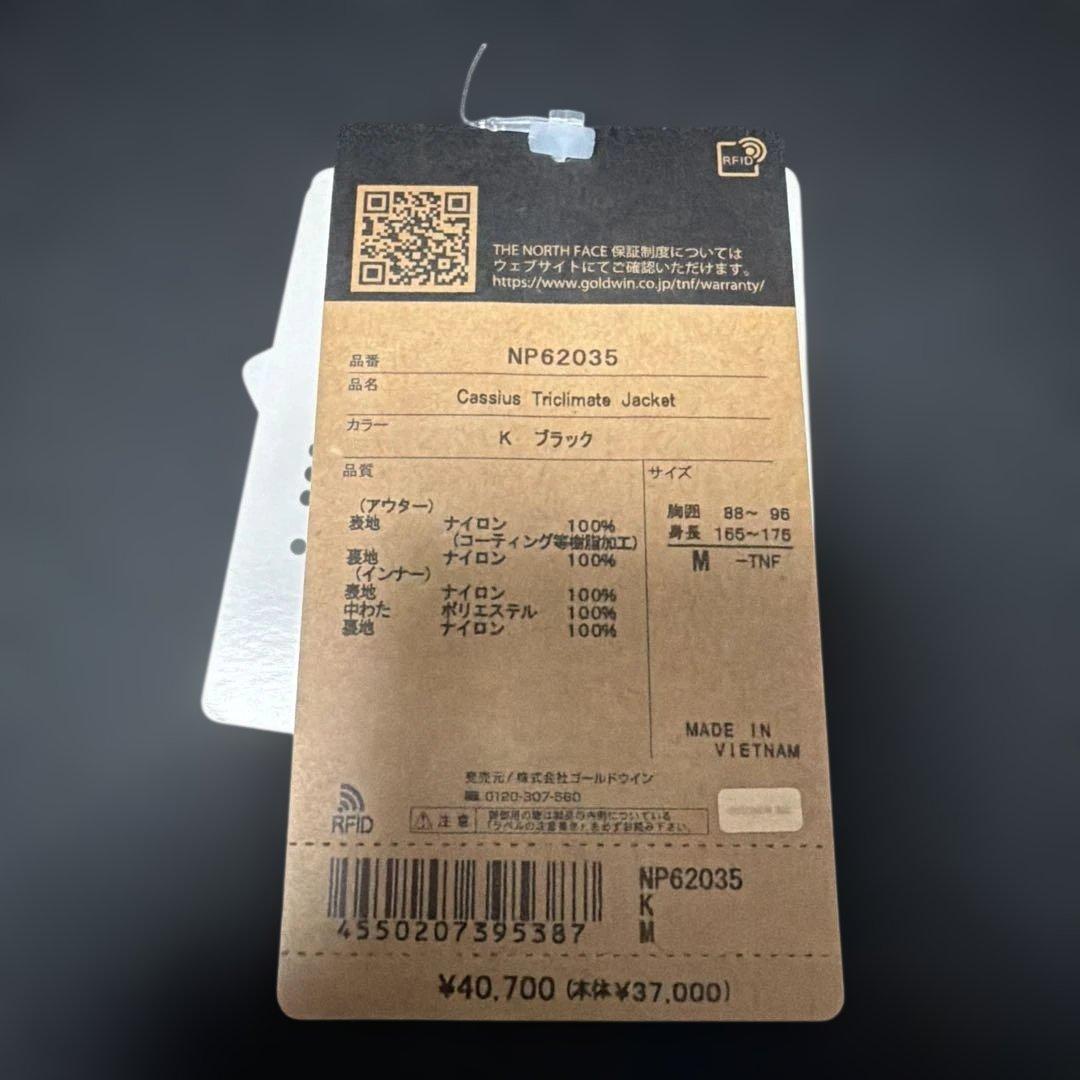 RFID
THE NORTH FACE 保証制度については
ウェブサイトにてご確認いただけます。
https://www.goldwin.co.jp/tnf/warranty/
品番 NP62035
品名 Cassius Triclimate Jacket
カラー K ブラック
品質
(アウター)
表地 ナイロン 100%
(コーティング等樹脂加工)
裏地 ナイロン 100%
(インナー)
表地 ナイロン 100%
中わた ポリエステル 100%
裏地 ナイロン 100%
サイズ
胸囲 88～ 96
身長 165～175
M -TNF
MADE IN
VIETNAM
発売元/株式会社ゴールドウイン
0120-307-560
RFID
注意
NP62035
K
M
4550207395387
¥40,700 (本体¥37,000)